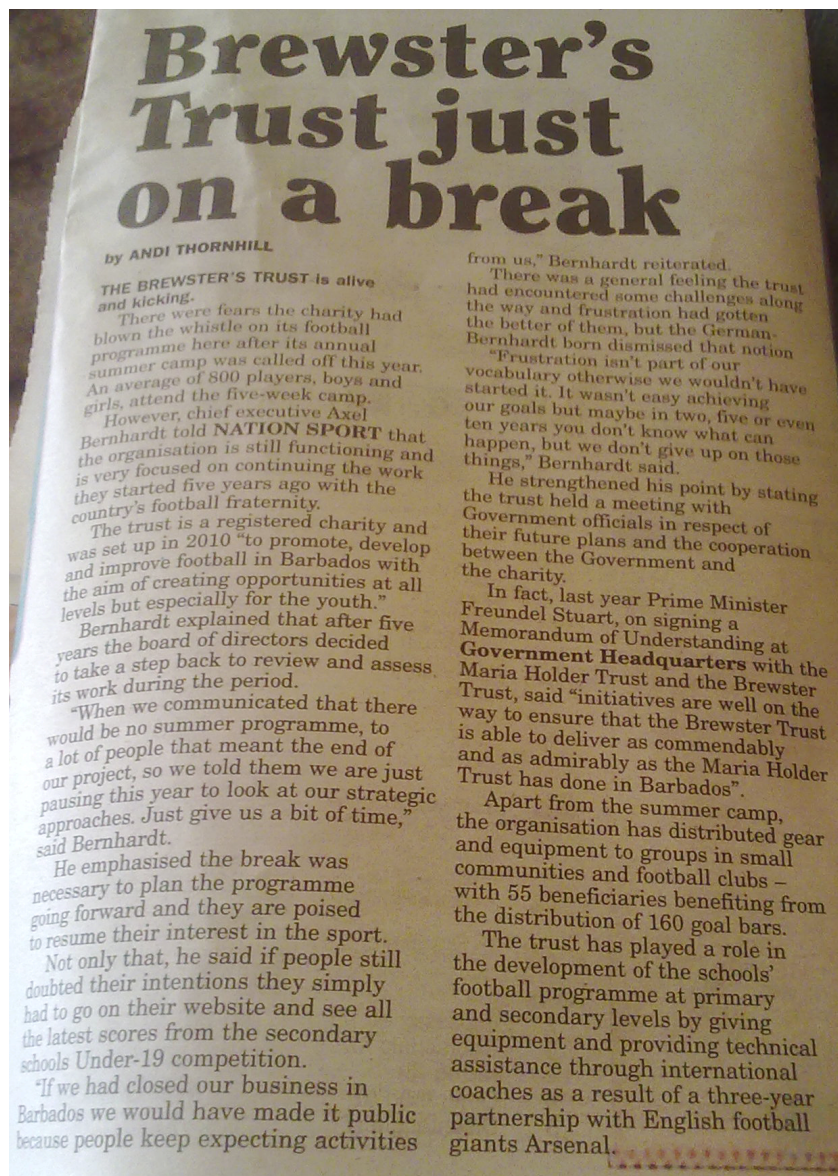 Brewster's
Trust just
on a break
by ANDI THORNHILL
THE BREWSTER'S TRUST is alive
and kicking.
There were fears the charity had
blown the whistle on its football
programme here after its annual
summer camp was called off this year.
An average of 800 players, boys and
girls, attend the five-week camp.
However, chief executive Axel
Bernhardt told NATION SPORT that
the organisation is still functioning and
is very focused on continuing the work
they started five years ago with the
country's football fraternity.
The trust is a registered charity and
was set up in 2010 "to promote, develop
and improve football in Barbados with
the aim of creating opportunities at all
levels but especially for the youth."
Bernhardt explained that after five
years the board of directors decided
to take a step back to review and assess
its work during the period.
"When we communicated that there
would be no summer programme, to
a lot of people that meant the end of
our project, so we told them we are just
pausing this year to look at our strategic
approaches. Just give us a bit of time,"
said Bernhardt.
He emphasised the break was
necessary to plan the programme
going forward and they are poised
to resume their interest in the sport.
Not only that, he said if people still
doubted their intentions they simply
had to go on their website and see all
the latest scores from the secondary
schools Under-19 competition.
"If we had closed our business in
Barbados we would have made it public
because people keep expecting activities
from us," Bernhardt reiterated.
There was a general feeling the trust
had encountered some challenges along
the way and frustration had gotten
the better of them, but the German-
Bernhardt born dismissed that notion
"Frustration isn't part of our
vocabulary otherwise we wouldn't have
started it. It wasn't easy achieving
our goals but maybe in two, five or even
ten years you don't know what can
happen, but we don't give up on those
things," Bernhardt said.
He strengthened his point by stating
the trust held a meeting with
Government officials in respect of
their future plans and the cooperation
between the Government and
the charity.
In fact, last year Prime Minister
Freundel Stuart, on signing a
Memorandum of Understanding at
Government Headquarters with the
Maria Holder Trust and the Brewster
Trust, said "initiatives are well on the
way to ensure that the Brewster Trust
is able to deliver as commendably
and as admirably as the Maria Holder
Trust has done in Barbados".
Apart from the summer camp,
the organisation has distributed gear
and equipment to groups in small
communities and football clubs –
with 55 beneficiaries benefiting from
the distribution of 160 goal bars.
The trust has played a role in
the development of the schools'
football programme at primary
and secondary levels by giving
equipment and providing technical
assistance through international
coaches as a result of a three-year
partnership with English football
giants Arsenal.